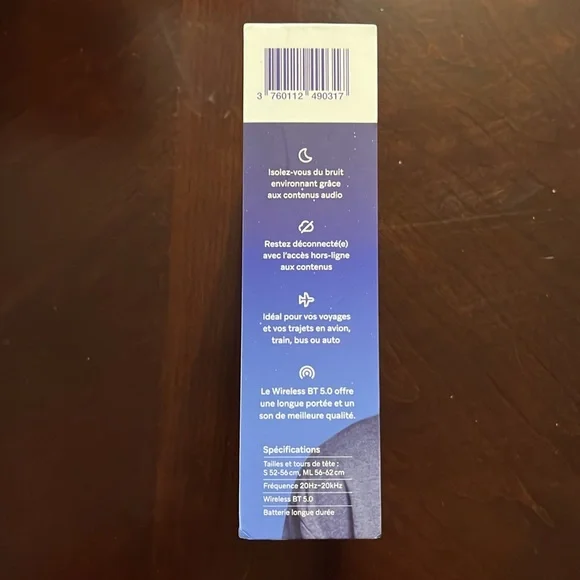 3 760112 490317
Isolez-vous du bruit
environnant grâce
aux contenus audio
Restez déconnecté(e)
avec l'accès hors-ligne
aux contenus
Idéal pour vos voyages
et vos trajets en avion,
train, bus ou auto
Le Wireless BT 5.0 offre
une longue portée et un
son de meilleure qualité.
Spécifications
Tailles et tours de tête :
S 52-56 cm, ML 56-62 cm
Fréquence 20Hz~20kHz
Wireless BT 5.0
Batterie longue durée